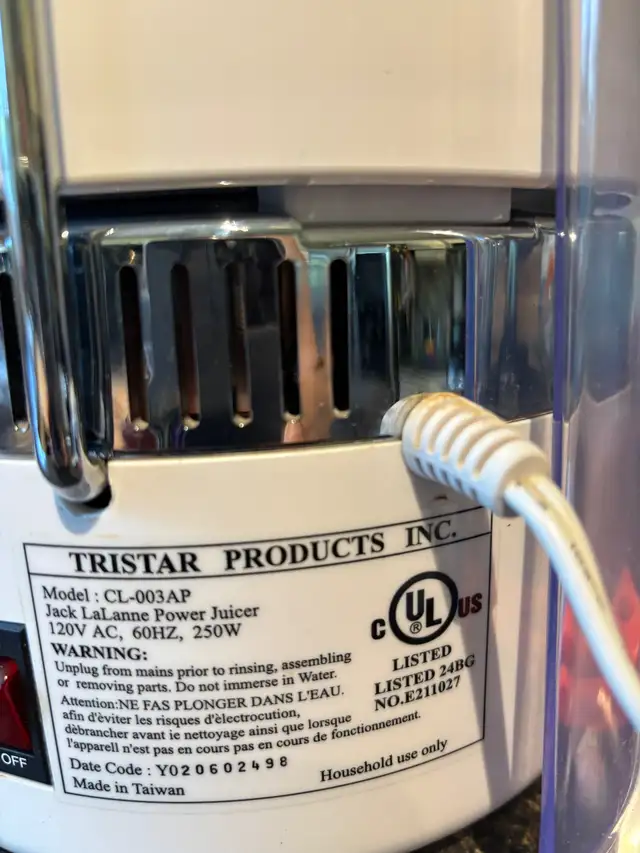 TRISTAR PRODUCTS INC.
Model : CL-003AP
Jack LaLanne Power Juicer
120V AC, 60HZ, 250W
WARNING:
Unplug from mains prior to rinsing, assembling
or removing parts. Do not immerse in Water.
Attention:NE FAS PLONGER DANS L'EAU.
afin d'èviter les risques d'èlectrocution,
dèbrancher avant ie nettoyage ainsi que lorsque
l'appareil n'est pas en cours pas en cours de fonctionnement.
Date Code : Y020602498
Made in Taiwan
Household use only
C UL® US
LISTED
LISTED 24BG
NO.E211027
OFF